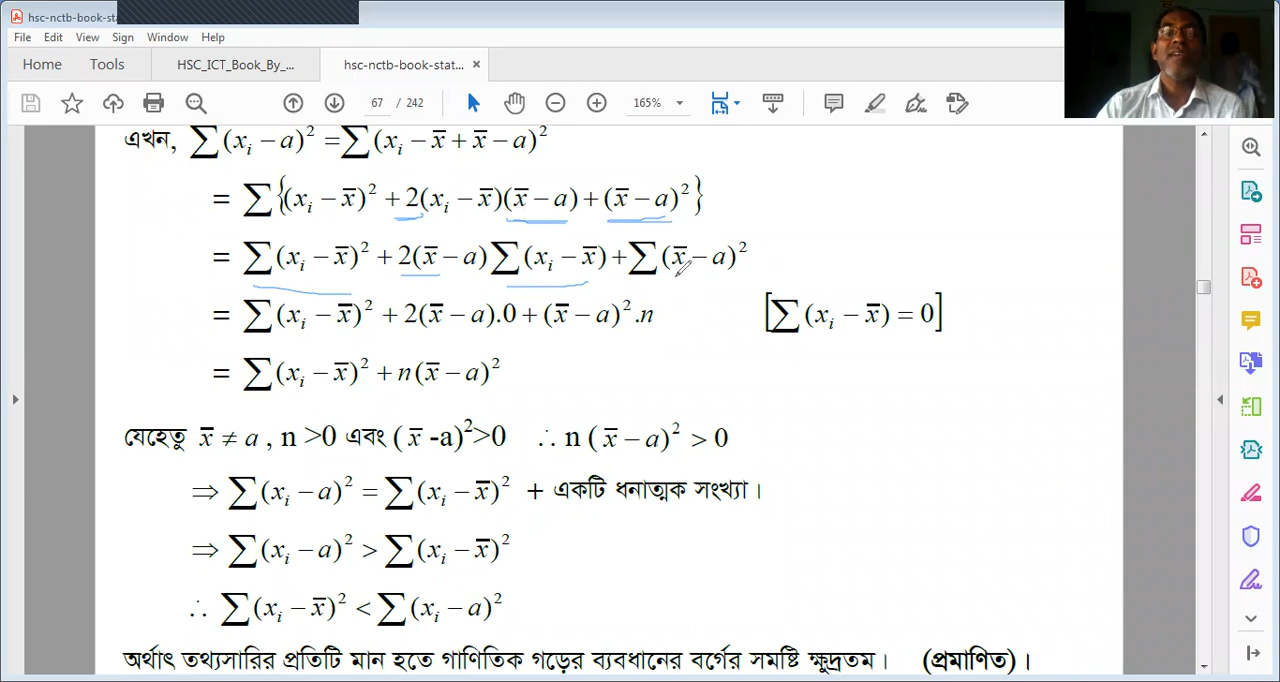 hsc-nctb-book-sta
File Edit View Sign Window Help
Home Tools HSC_ICT_Book_By_... hsc-nctb-book-stat... ×
67 / 242 165%
এখন, ∑(xᵢ − a)² = ∑(xᵢ − x̄ + x̄ − a)²
= ∑{(xᵢ − x̄)² + 2(xᵢ − x̄)(x̄ − a) + (x̄ − a)²}
= ∑(xᵢ − x̄)² + 2(x̄ − a)∑(xᵢ − x̄) + ∑(x̄ − a)²
= ∑(xᵢ − x̄)² + 2(x̄ − a).0 + (x̄ − a)².n [∑(xᵢ − x̄) = 0]
= ∑(xᵢ − x̄)² + n(x̄ − a)²
যেহেতু x̄ ≠ a , n >0 এবং ( x̄ -a)²>0 ∴ n ( x̄ − a)² > 0
⇒ ∑(xᵢ − a)² = ∑(xᵢ − x̄)² + একটি ধনাত্মক সংখ্যা।
⇒ ∑(xᵢ − a)² > ∑(xᵢ − x̄)²
∴ ∑(xᵢ − x̄)² < ∑(xᵢ − a)²
অর্থাৎ তথ্যসারির প্রতিটি মান হতে গাণিতিক গড়ের ব্যবধানের বর্গের সমষ্টি ক্ষুদ্রতম। (প্রমাণিত)।